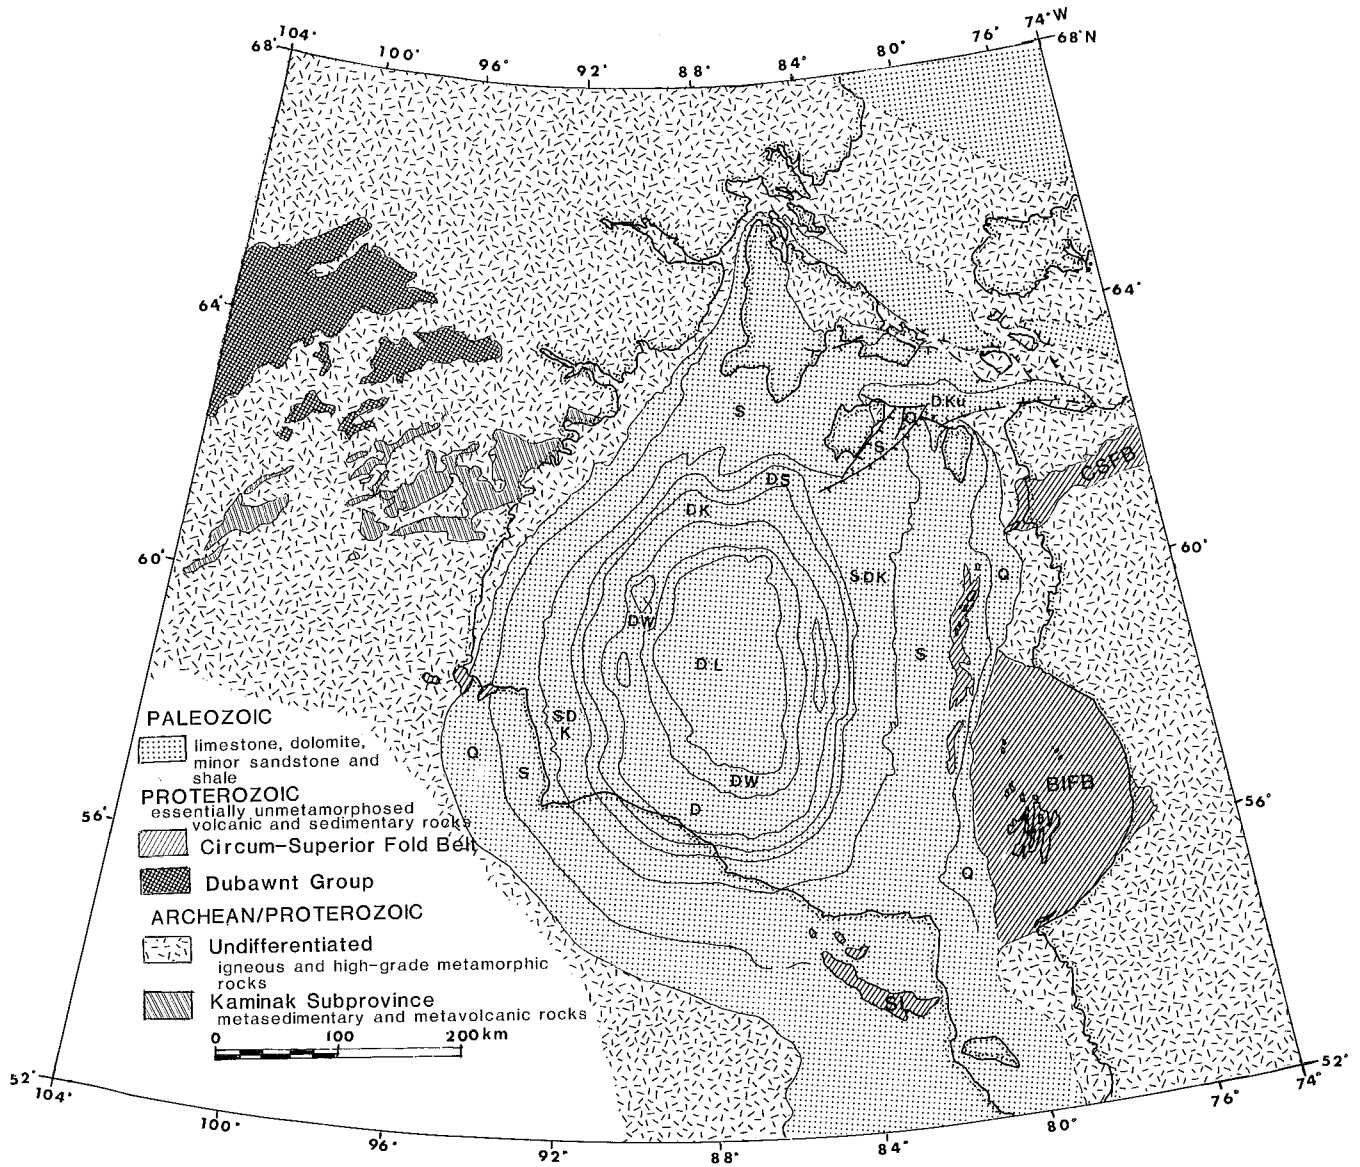 104° 100° 96° 92° 88° 84° 80° 76° 74°W
68° 68°N
64° 64°
DKu
S
S
CSFB
DS
DK
60° 60°
SDK
Q
DW
S
DL
PALEOZOIC
limestone, dolomite,
minor sandstone and
shale
SD
K
Q
S
DW
BIFB
D
PROTEROZOIC
essentially unmetamorphosed
volcanic and sedimentary rocks
56° 56°
Circum-Superior Fold Belt
Dubawnt Group
Q
ARCHEAN/PROTEROZOIC
Undifferentiated
igneous and high-grade metamorphic
rocks
Kaminak Subprovince
metasedimentary and metavolcanic rocks
SI
0 100 200 km
52° 52°
104° 100° 96° 92° 88° 84° 80° 76° 74°